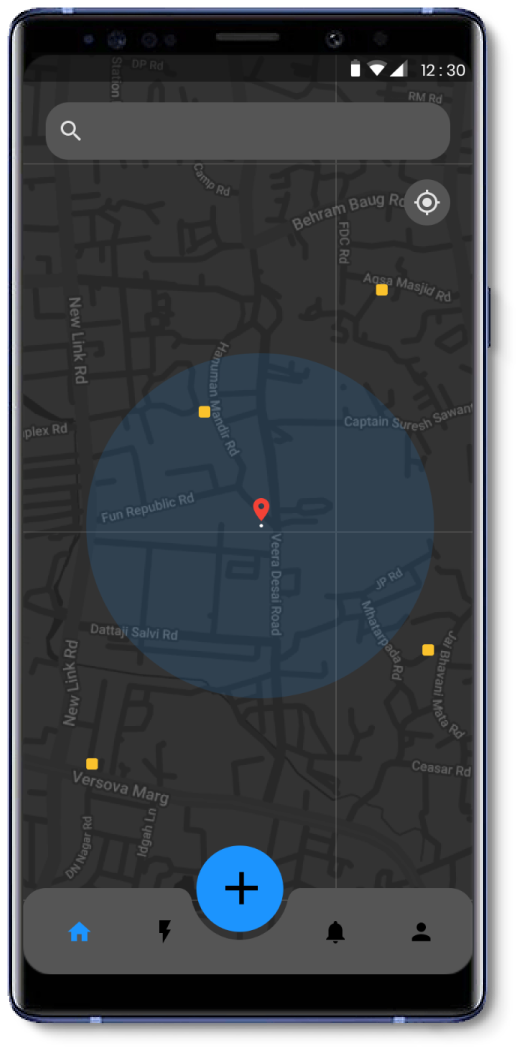 12:30
Station
DP Rd
RM Rd
Camp Rd
Behram Baug Rd
FDC Rd
Aqsa Masjid Rd
New Link Rd
Hanuman Mandir Rd
Captain Suresh Sawant
plex Rd
Fun Republic Rd
Veera Desai Road
JP Rd
Dattaji Salvi Rd
Mhatarpada Rd
New Link Rd
Jai Bhavani Mata Rd
Ceasar Rd
Versova Marg
Idgah Ln
DN Nagar Rd